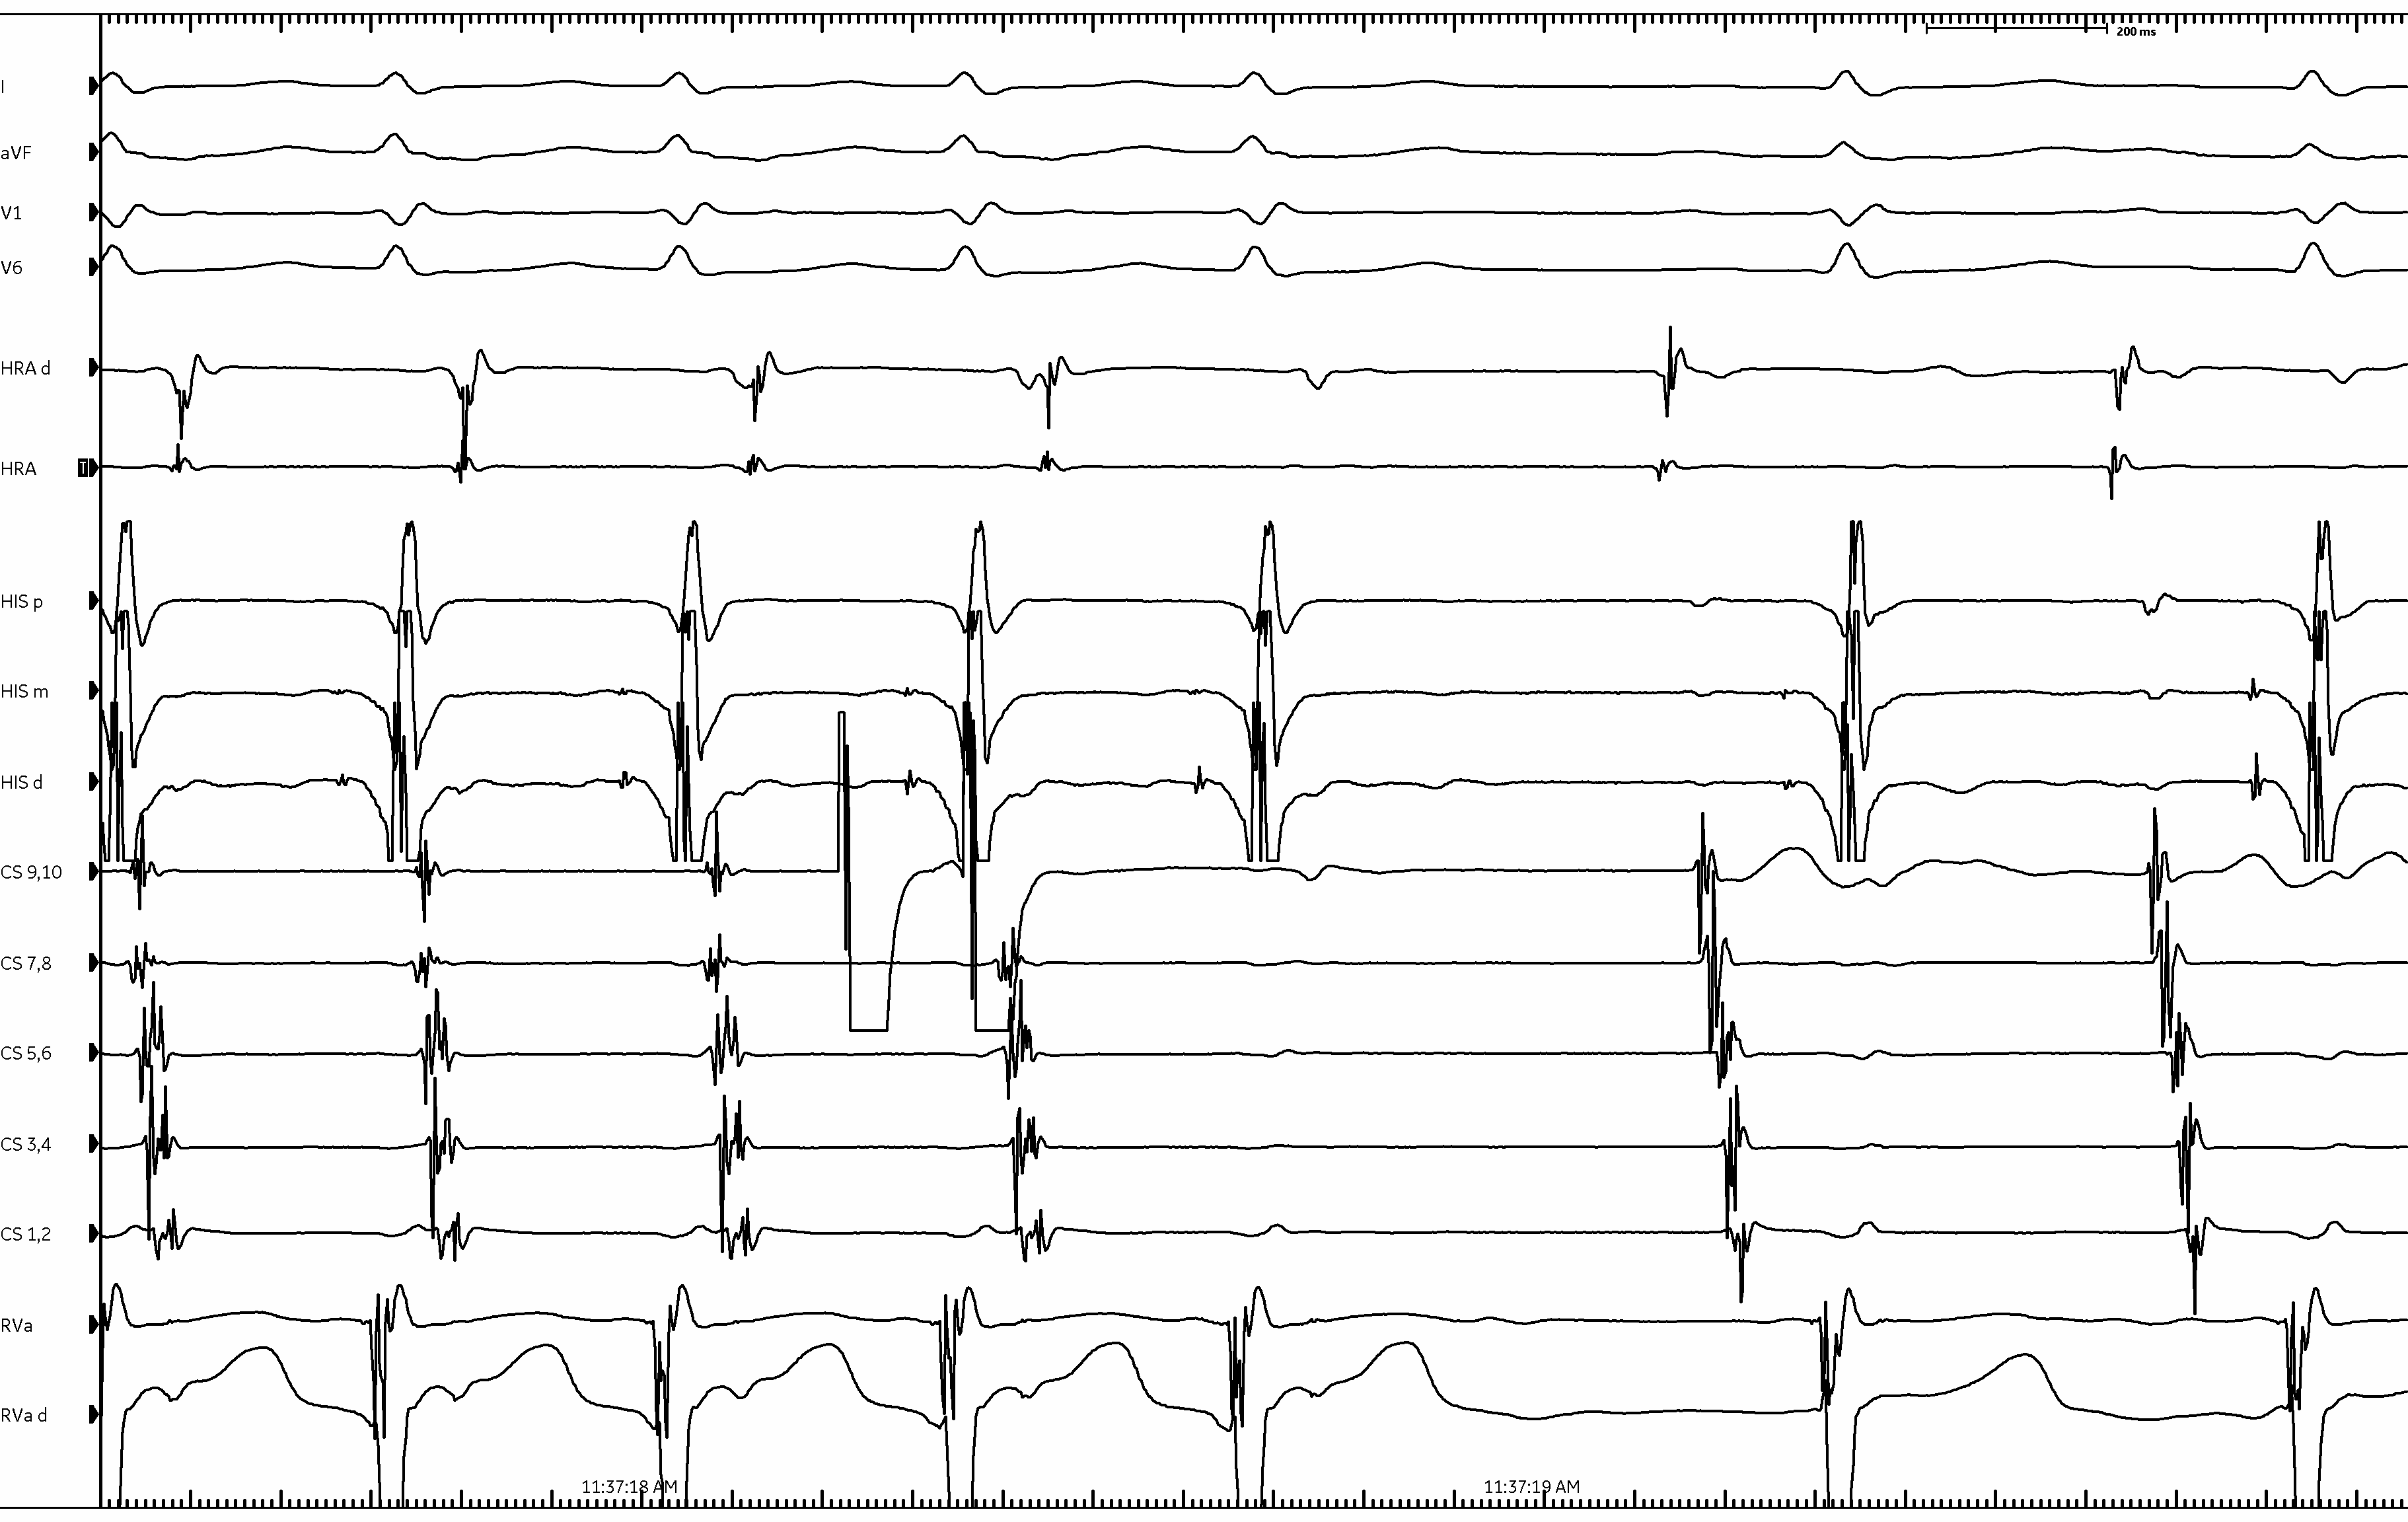 200 ms
I
aVF
V1
V6
HRA d
HRA
T
HIS p
HIS m
HIS d
CS 9,10
CS 7,8
CS 5,6
CS 3,4
CS 1,2
RVa
RVa d
11:37:18 AM
11:37:19 AM